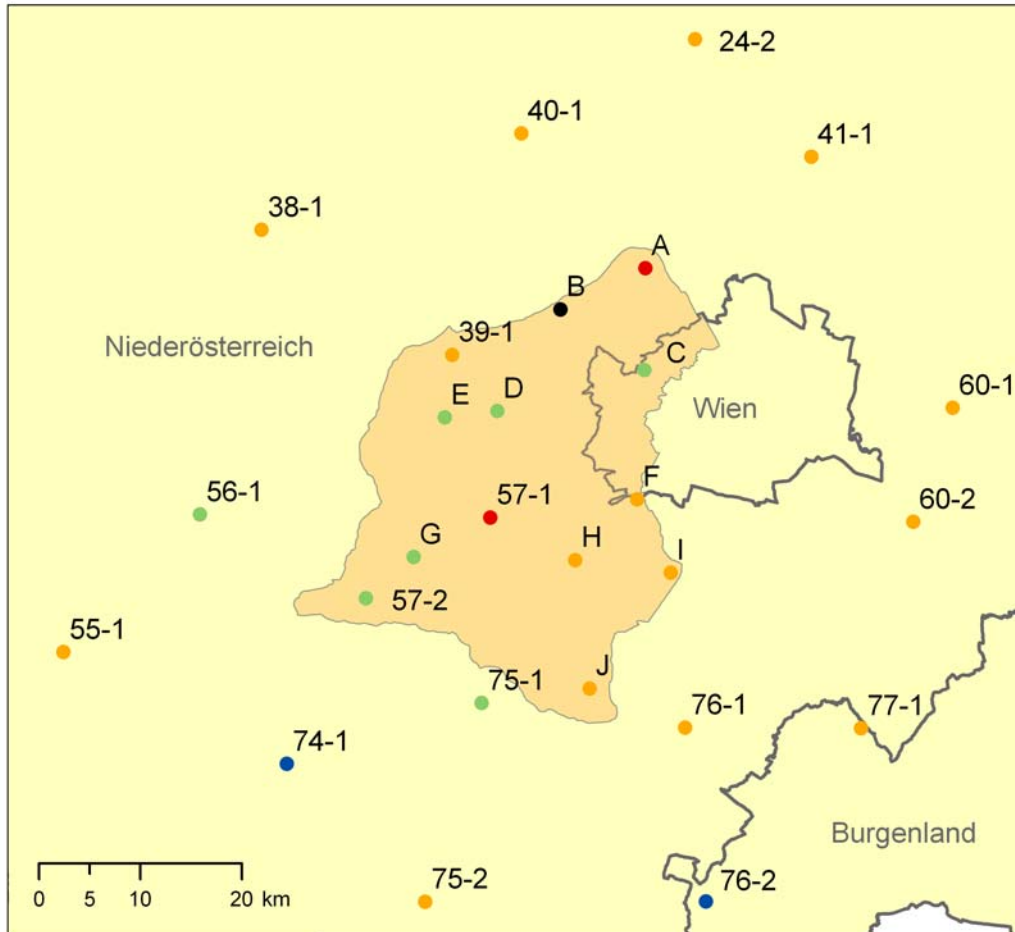 24-2
40-1
41-1
38-1
A
B
39-1
Niederösterreich
C
E
D
60-1
Wien
56-1
57-1
F
60-2
G
H
I
57-2
55-1
75-1
J
76-1
77-1
74-1
Burgenland
75-2
76-2
0 5 10 20 km